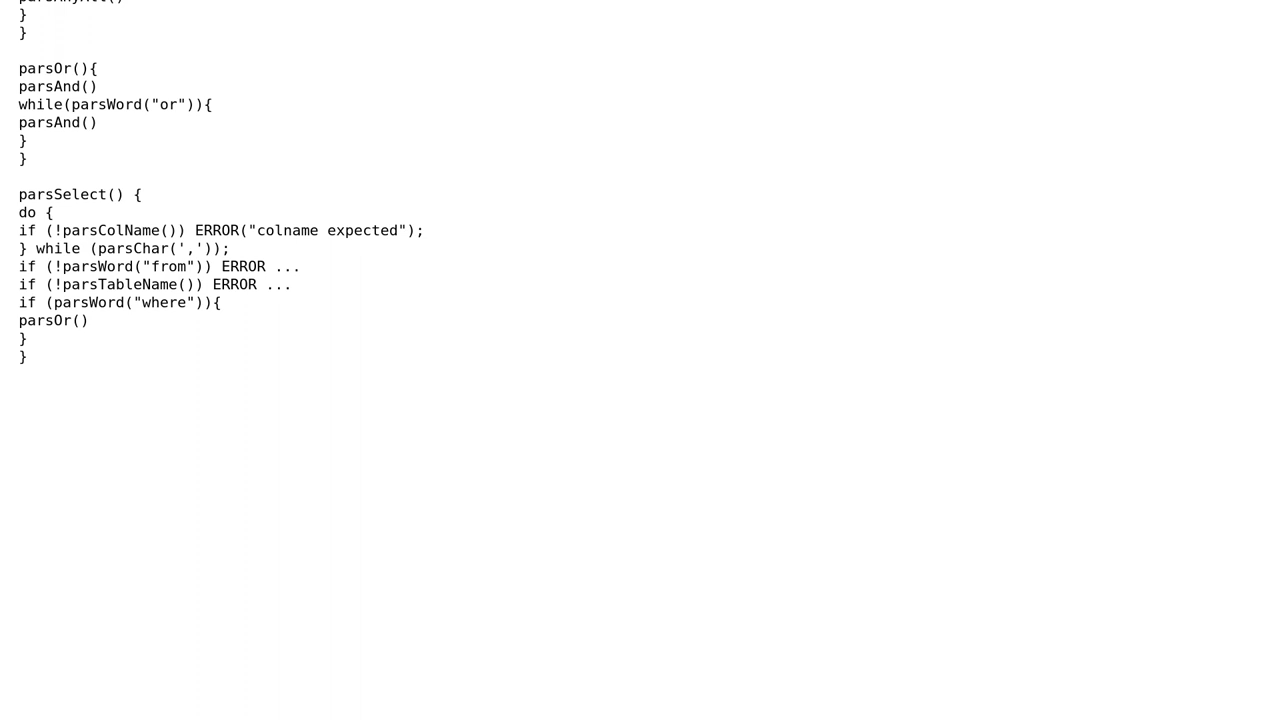 }
}
parsOr(){
parsAnd()
while(parsWord("or")){
parsAnd()
}
}
parsSelect() {
do {
if (!parsColName()) ERROR("colname expected");
} while (parsChar(','));
if (!parsWord("from")) ERROR ...
if (!parsTableName()) ERROR ...
if (parsWord("where")){
parsOr()
}
}